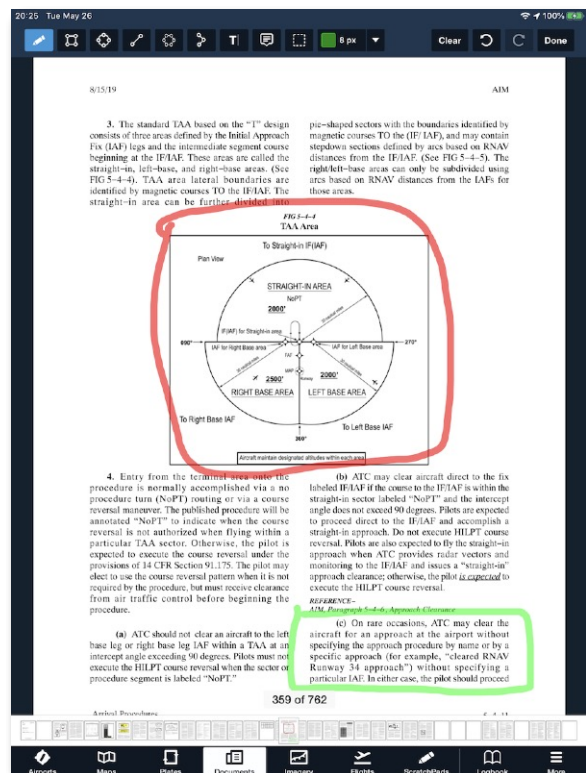 20:25 Tue May 26
100%
T
8 px
Clear
Done
8/15/19
AIM
3. The standard TAA based on the “T” design
consists of three areas defined by the Initial Approach
Fix (IAF) legs and the intermediate segment course
beginning at the IF/IAF. These areas are called the
straight−in, left−base, and right−base areas. (See
FIG 5−4−4). TAA area lateral boundaries are
identified by magnetic courses TO the IF/IAF. The
straight−in area can be further divided into
pie−shaped sectors with the boundaries identified by
magnetic courses TO the (IF/ IAF), and may contain
stepdown sections defined by arcs based on RNAV
distances from the IF/IAF. (See FIG 5−4−5). The
right/left−base areas can only be subdivided using
arcs based on RNAV distances from the IAFs for
those areas.
FIG 5−4−4
TAA Area
To Straight-in IF(IAF)
Plan View
STRAIGHT-IN AREA
NoPT
2000'
IF(IAF) for Straight-in area
090°
270°
IAF for Right Base area
IAF for Left Base area
FAF
MAP
Runway
2500'
2000'
RIGHT BASE AREA
LEFT BASE AREA
To Right Base IAF
To Left Base IAF
360°
Aircraft maintain designated altitudes within each area
4. Entry from the terminal area onto the
procedure is normally accomplished via a no
procedure turn (NoPT) routing or via a course
reversal maneuver. The published procedure will be
annotated “NoPT” to indicate when the course
reversal is not authorized when flying within a
particular TAA sector. Otherwise, the pilot is
expected to execute the course reversal under the
provisions of 14 CFR Section 91.175. The pilot may
elect to use the course reversal pattern when it is not
required by the procedure, but must receive clearance
from air traffic control before beginning the
procedure.
(a) ATC should not clear an aircraft to the left
base leg or right base leg IAF within a TAA at an
intercept angle exceeding 90 degrees. Pilots must not
execute the HILPT course reversal when the sector or
procedure segment is labeled “NoPT.”
(b) ATC may clear aircraft direct to the fix
labeled IF/IAF if the course to the IF/IAF is within the
straight-in sector labeled “NoPT” and the intercept
angle does not exceed 90 degrees. Pilots are expected
to proceed direct to the IF/IAF and accomplish a
straight-in approach. Do not execute HILPT course
reversal. Pilots are also expected to fly the straight−in
approach when ATC provides radar vectors and
monitoring to the IF/IAF and issues a “straight-in”
approach clearance; otherwise, the pilot is expected to
execute the HILPT course reversal.
REFERENCE−
AIM, Paragraph 5−4−6, Approach Clearance
(c) On rare occasions, ATC may clear the
aircraft for an approach at the airport without
specifying the approach procedure by name or by a
specific approach (for example, “cleared RNAV
Runway 34 approach”) without specifying a
particular IAF. In either case, the pilot should proceed
359 of 762
Arrival Procedures
Airports
Maps
Plates
Documents
Imagery
Flights
ScratchPads
Logbook
More